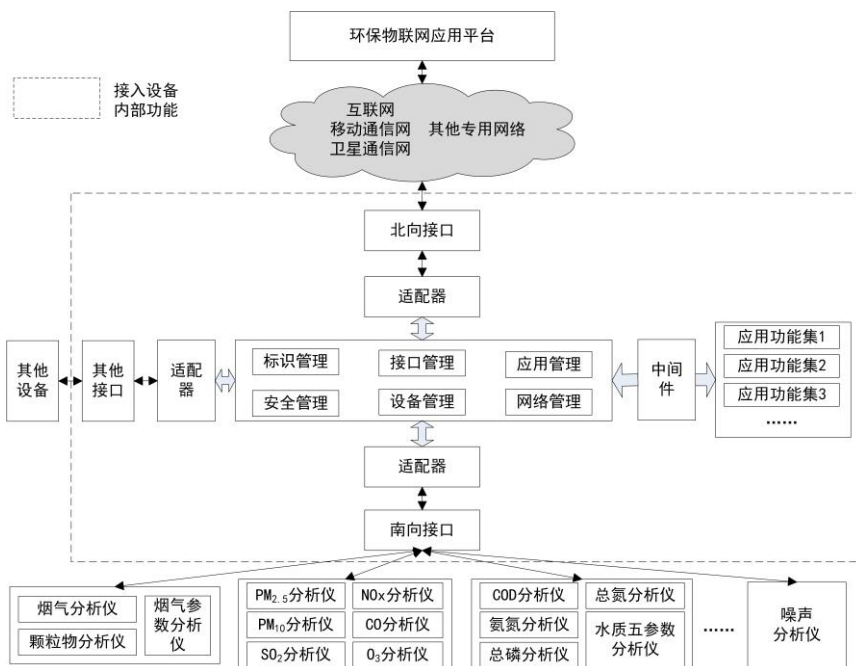 环保物联网应用平台
接入设备
内部功能
互联网
移动通信网 其他专用网络
卫星通信网
北向接口
适配器
其他
设备
其他
接口
适配
器
标识管理 接口管理 应用管理
安全管理 设备管理 网络管理
中间
件
应用功能集1
应用功能集2
应用功能集3
……
适配器
南向接口
烟气分析仪
颗粒物分析仪
烟气参
数分析
仪
PM2.5分析仪 NOx分析仪
PM10分析仪 CO分析仪
SO2分析仪 O3分析仪
COD分析仪
氨氮分析仪
总磷分析仪
总氮分析仪
水质五参数
分析仪
……
噪声
分析仪